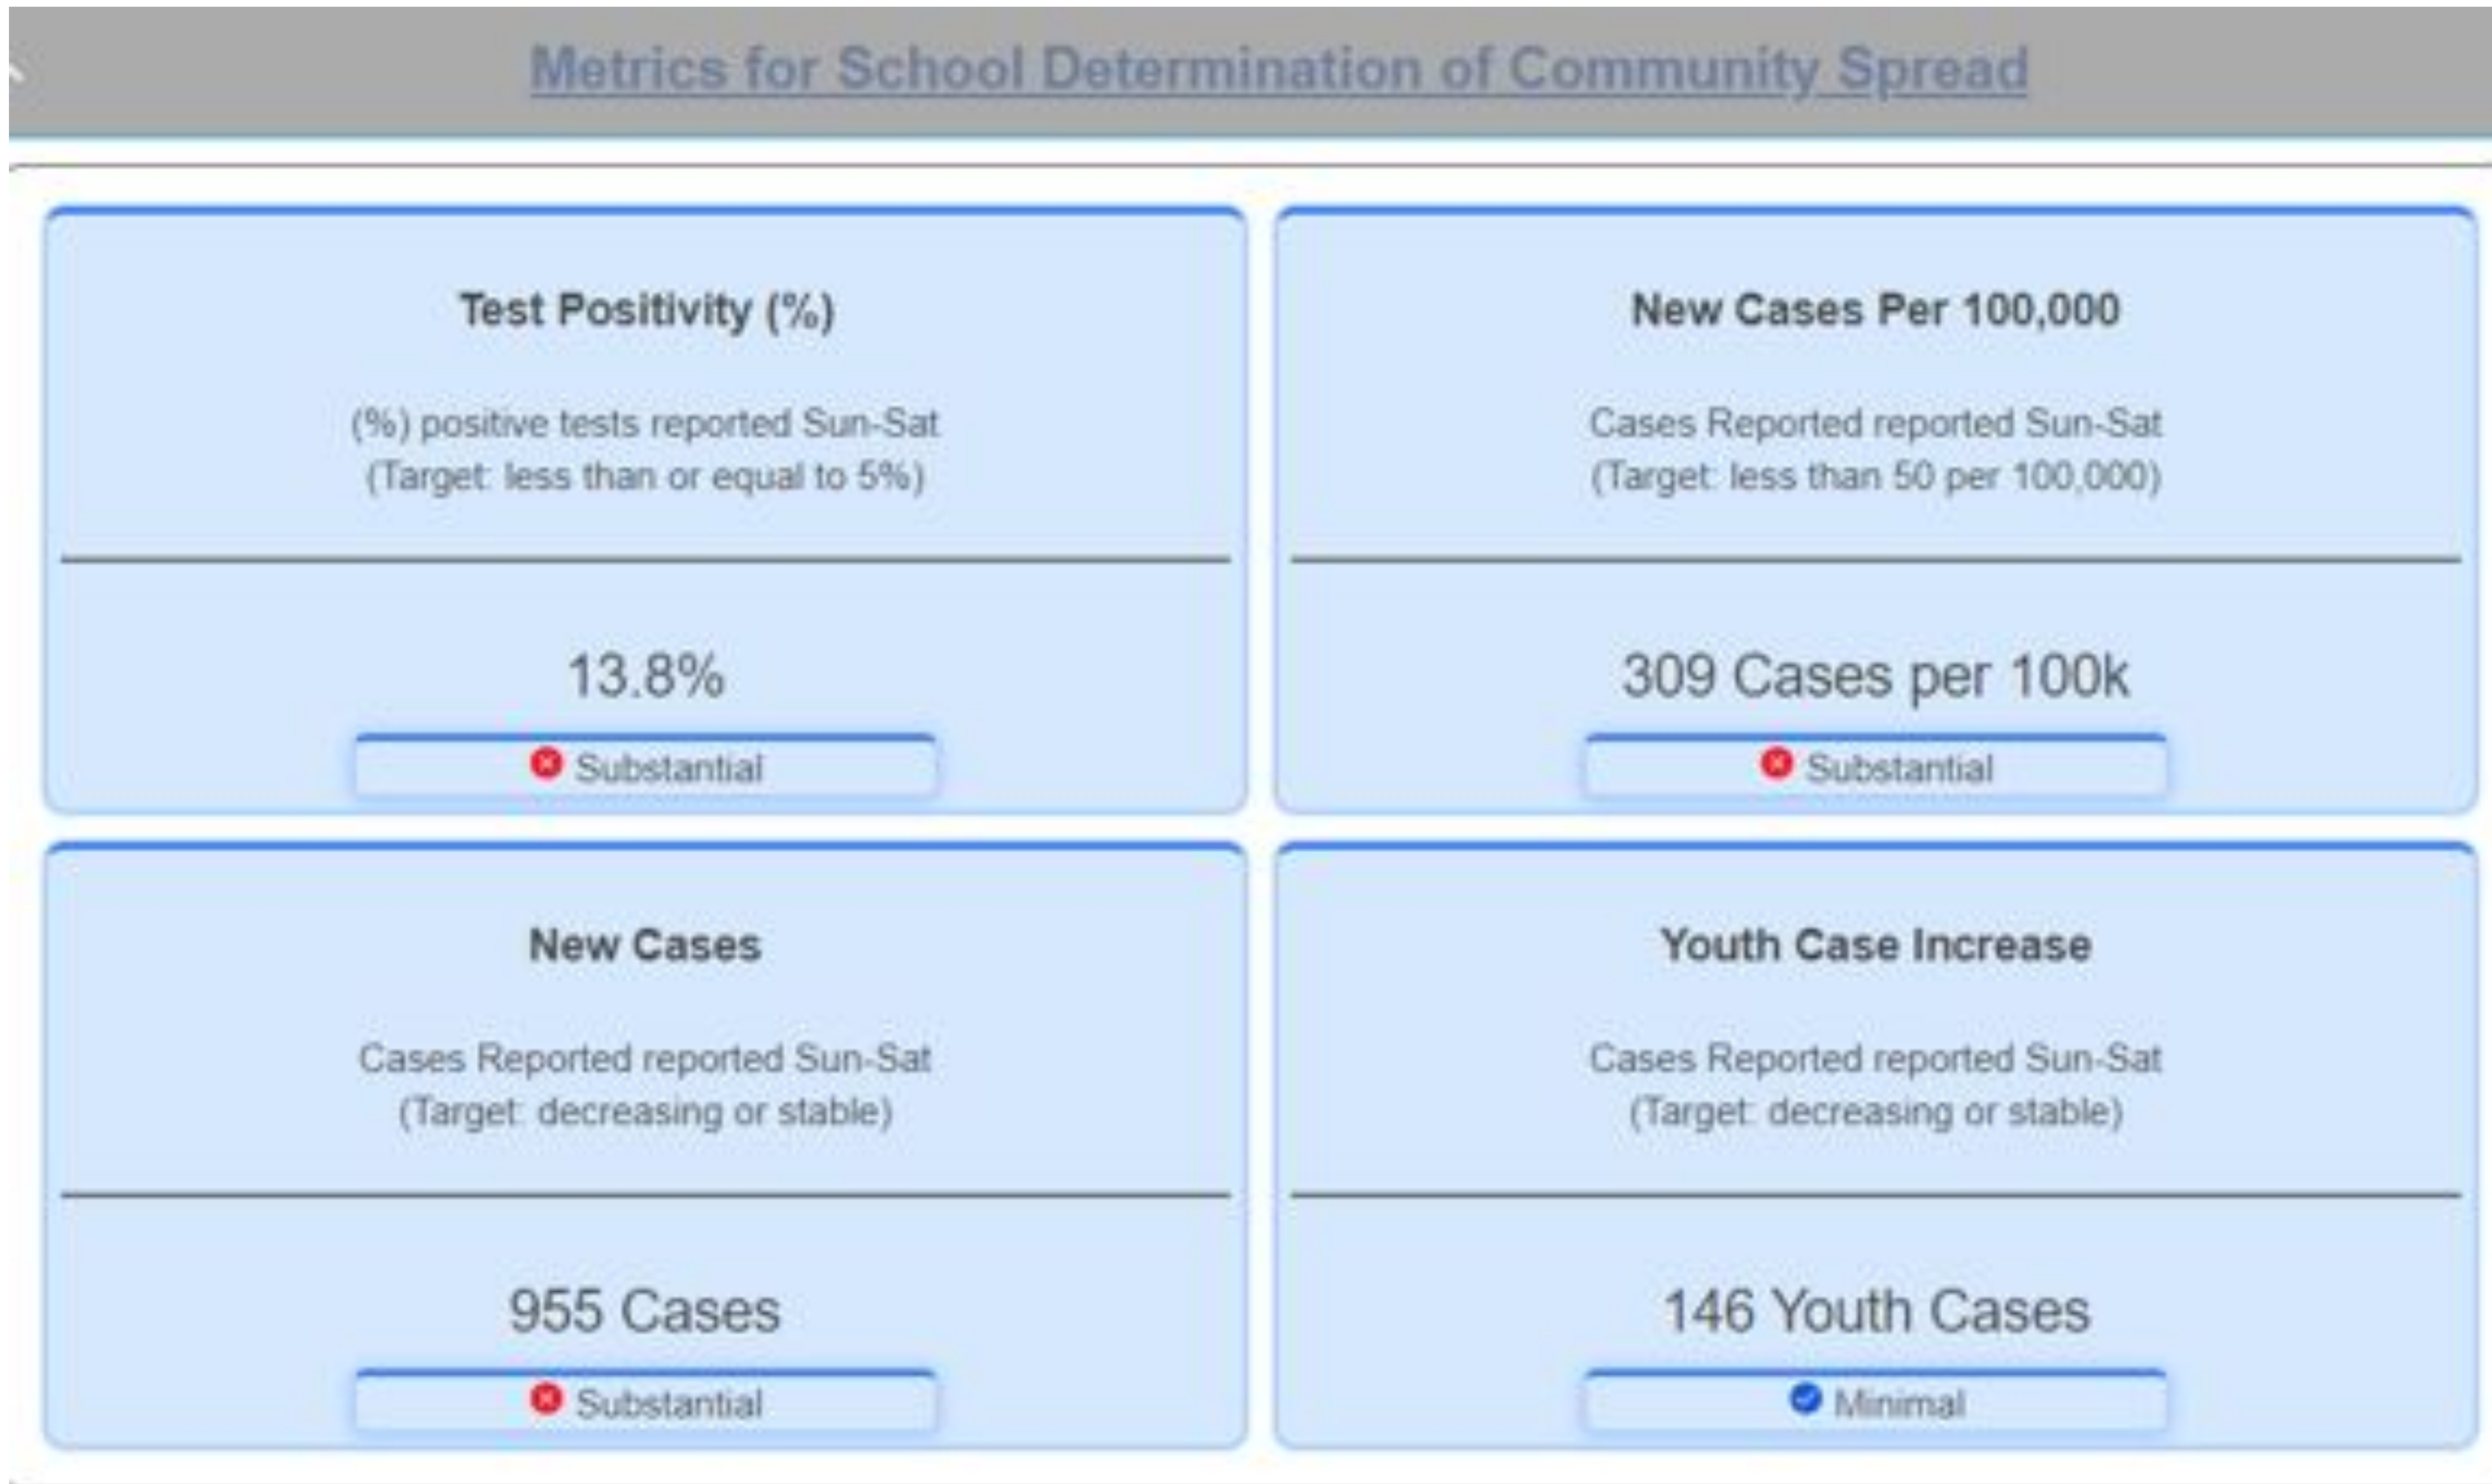 Metrics for School Determination of Community Spread
Test Positivity (%)
(%) positive tests reported Sun-Sat
(Target: less than or equal to 5%)
13.8%
Substantial
New Cases Per 100,000
Cases Reported reported Sun-Sat
(Target: less than 50 per 100,000)
309 Cases per 100k
Substantial
New Cases
Cases Reported reported Sun-Sat
(Target: decreasing or stable)
955 Cases
Substantial
Youth Case Increase
Cases Reported reported Sun-Sat
(Target: decreasing or stable)
146 Youth Cases
Minimal